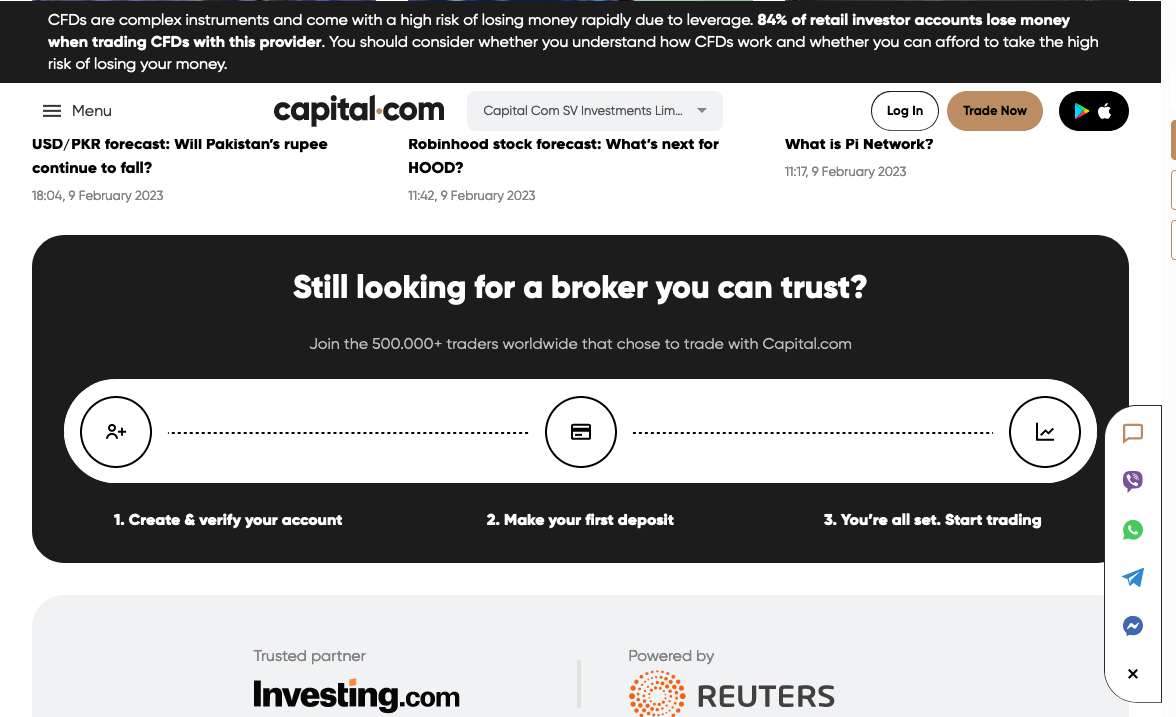 CFDs are complex instruments and come with a high risk of losing money rapidly due to leverage. 84% of retail investor accounts lose money
when trading CFDs with this provider. You should consider whether you understand how CFDs work and whether you can afford to take the high
risk of losing your money.
Menu
capital.com
Capital Com SV Investments Lim...
Log In
Trade Now
USD/PKR forecast: Will Pakistan's rupee
continue to fall?
18:04, 9 February 2023
Robinhood stock forecast: What's next for
HOOD?
11:42, 9 February 2023
What is Pi Network?
11:17, 9 February 2023
Still looking for a broker you can trust?
Join the 500.000+ traders worldwide that chose to trade with Capital.com
1. Create & verify your account
2. Make your first deposit
3. You're all set. Start trading
Trusted partner
Investing.com
Powered by
REUTERS